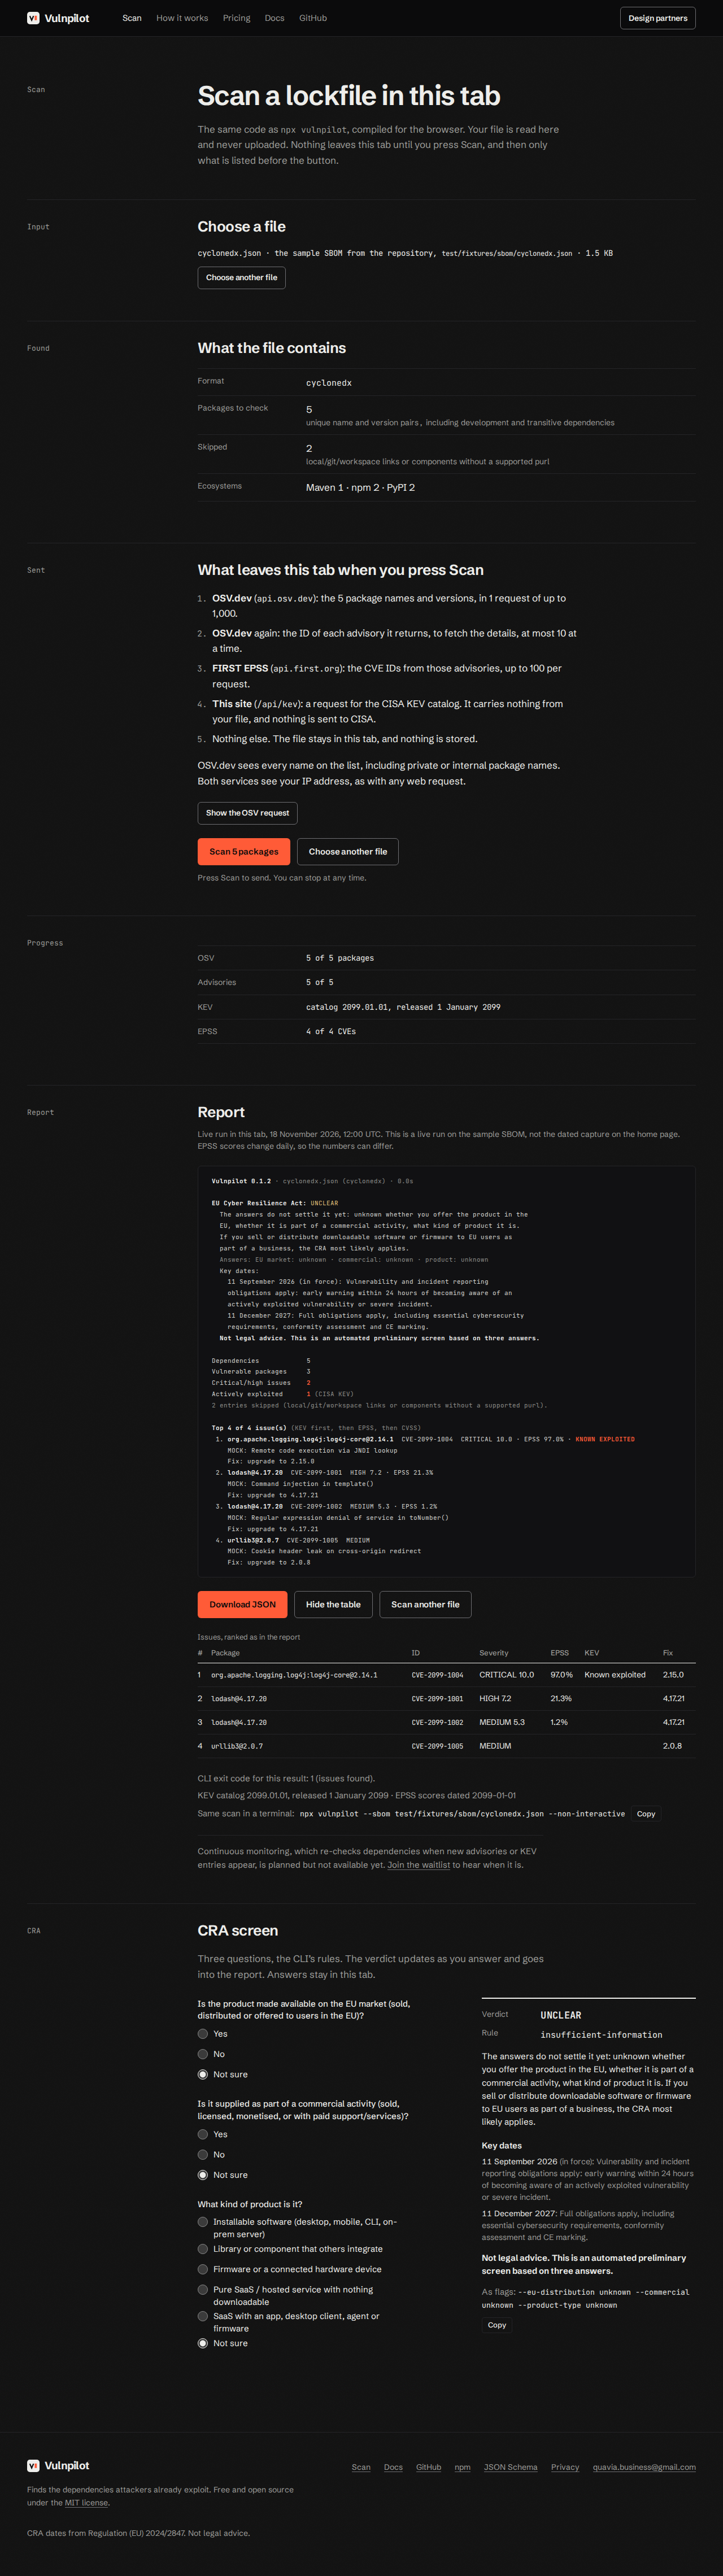 Vulnpilot
Scan
How it works
Pricing
Docs
GitHub
Design partners
Scan
Scan a lockfile in this tab
The same code as npx vulnpilot, compiled for the browser. Your file is read here
and never uploaded. Nothing leaves this tab until you press Scan, and then only
what is listed before the button.
Input
Choose a file
cyclonedx.json · the sample SBOM from the repository, test/fixtures/sbom/cyclonedx.json · 1.5 KB
Choose another file
Found
What the file contains
Format
cyclonedx
Packages to check
5
unique name and version pairs, including development and transitive dependencies
Skipped
2
local/git/workspace links or components without a supported purl
Ecosystems
Maven 1 · npm 2 · PyPI 2
Sent
What leaves this tab when you press Scan
1. OSV.dev (api.osv.dev): the 5 package names and versions, in 1 request of up to
1,000.
2. OSV.dev again: the ID of each advisory it returns, to fetch the details, at most 10 at
a time.
3. FIRST EPSS (api.first.org): the CVE IDs from those advisories, up to 100 per
request.
4. This site (/api/kev): a request for the CISA KEV catalog. It carries nothing from
your file, and nothing is sent to CISA.
5. Nothing else. The file stays in this tab, and nothing is stored.
OSV.dev sees every name on the list, including private or internal package names.
Both services see your IP address, as with any web request.
Show the OSV request
Scan 5 packages
Choose another file
Press Scan to send. You can stop at any time.
Progress
OSV
5 of 5 packages
Advisories
5 of 5
KEV
catalog 2099.01.01, released 1 January 2099
EPSS
4 of 4 CVEs
Report
Report
Live run in this tab, 18 November 2026, 12:00 UTC. This is a live run on the sample SBOM, not the dated capture on the home page.
EPSS scores change daily, so the numbers can differ.
Vulnpilot 0.1.2 · cyclonedx.json (cyclonedx) · 0.0s
EU Cyber Resilience Act: UNCLEAR
The answers do not settle it yet: unknown whether you offer the product in the
EU, whether it is part of a commercial activity, what kind of product it is.
If you sell or distribute downloadable software or firmware to EU users as
part of a business, the CRA most likely applies.
Answers: EU market: unknown · commercial: unknown · product: unknown
Key dates:
11 September 2026 (in force): Vulnerability and incident reporting
obligations apply: early warning within 24 hours of becoming aware of an
actively exploited vulnerability or severe incident.
11 December 2027: Full obligations apply, including essential cybersecurity
requirements, conformity assessment and CE marking.
Not legal advice. This is an automated preliminary screen based on three answers.
Dependencies 5
Vulnerable packages 3
Critical/high issues 2
Actively exploited 1 (CISA KEV)
2 entries skipped (local/git/workspace links or components without a supported purl).
Top 4 of 4 issue(s) (KEV first, then EPSS, then CVSS)
1. org.apache.logging.log4j:log4j-core@2.14.1 CVE-2099-1004 CRITICAL 10.0 · EPSS 97.0% · KNOWN EXPLOITED
MOCK: Remote code execution via JNDI lookup
Fix: upgrade to 2.15.0
2. lodash@4.17.20 CVE-2099-1001 HIGH 7.2 · EPSS 21.3%
MOCK: Command injection in template()
Fix: upgrade to 4.17.21
3. lodash@4.17.20 CVE-2099-1002 MEDIUM 5.3 · EPSS 1.2%
MOCK: Regular expression denial of service in toNumber()
Fix: upgrade to 4.17.21
4. urllib3@2.0.7 CVE-2099-1005 MEDIUM
MOCK: Cookie header leak on cross-origin redirect
Fix: upgrade to 2.0.8
Download JSON
Hide the table
Scan another file
Issues, ranked as in the report
# Package ID Severity EPSS KEV Fix
1 org.apache.logging.log4j:log4j-core@2.14.1 CVE-2099-1004 CRITICAL 10.0 97.0% Known exploited 2.15.0
2 lodash@4.17.20 CVE-2099-1001 HIGH 7.2 21.3% 4.17.21
3 lodash@4.17.20 CVE-2099-1002 MEDIUM 5.3 1.2% 4.17.21
4 urllib3@2.0.7 CVE-2099-1005 MEDIUM 2.0.8
CLI exit code for this result: 1 (issues found).
KEV catalog 2099.01.01, released 1 January 2099 · EPSS scores dated 2099-01-01
Same scan in a terminal: npx vulnpilot --sbom test/fixtures/sbom/cyclonedx.json --non-interactive Copy
Continuous monitoring, which re-checks dependencies when new advisories or KEV
entries appear, is planned but not available yet. Join the waitlist to hear when it is.
CRA
CRA screen
Three questions, the CLI's rules. The verdict updates as you answer and goes
into the report. Answers stay in this tab.
Is the product made available on the EU market (sold,
distributed or offered to users in the EU)?
Yes
No
Not sure
Is it supplied as part of a commercial activity (sold,
licensed, monetised, or with paid support/services)?
Yes
No
Not sure
What kind of product is it?
Installable software (desktop, mobile, CLI, on-
prem server)
Library or component that others integrate
Firmware or a connected hardware device
Pure SaaS / hosted service with nothing
downloadable
SaaS with an app, desktop client, agent or
firmware
Not sure
Verdict
UNCLEAR
Rule
insufficient-information
The answers do not settle it yet: unknown whether
you offer the product in the EU, whether it is part of a
commercial activity, what kind of product it is. If you
sell or distribute downloadable software or firmware
to EU users as part of a business, the CRA most
likely applies.
Key dates
11 September 2026 (in force): Vulnerability and incident
reporting obligations apply: early warning within 24 hours
of becoming aware of an actively exploited vulnerability
or severe incident.
11 December 2027: Full obligations apply, including
essential cybersecurity requirements, conformity
assessment and CE marking.
Not legal advice. This is an automated preliminary
screen based on three answers.
As flags: --eu-distribution unknown --commercial
unknown --product-type unknown
Copy
Vulnpilot
Scan
Docs
GitHub
npm
JSON Schema
Privacy
quavia.business@gmail.com
Finds the dependencies attackers already exploit. Free and open source
under the MIT license.
CRA dates from Regulation (EU) 2024/2847. Not legal advice.